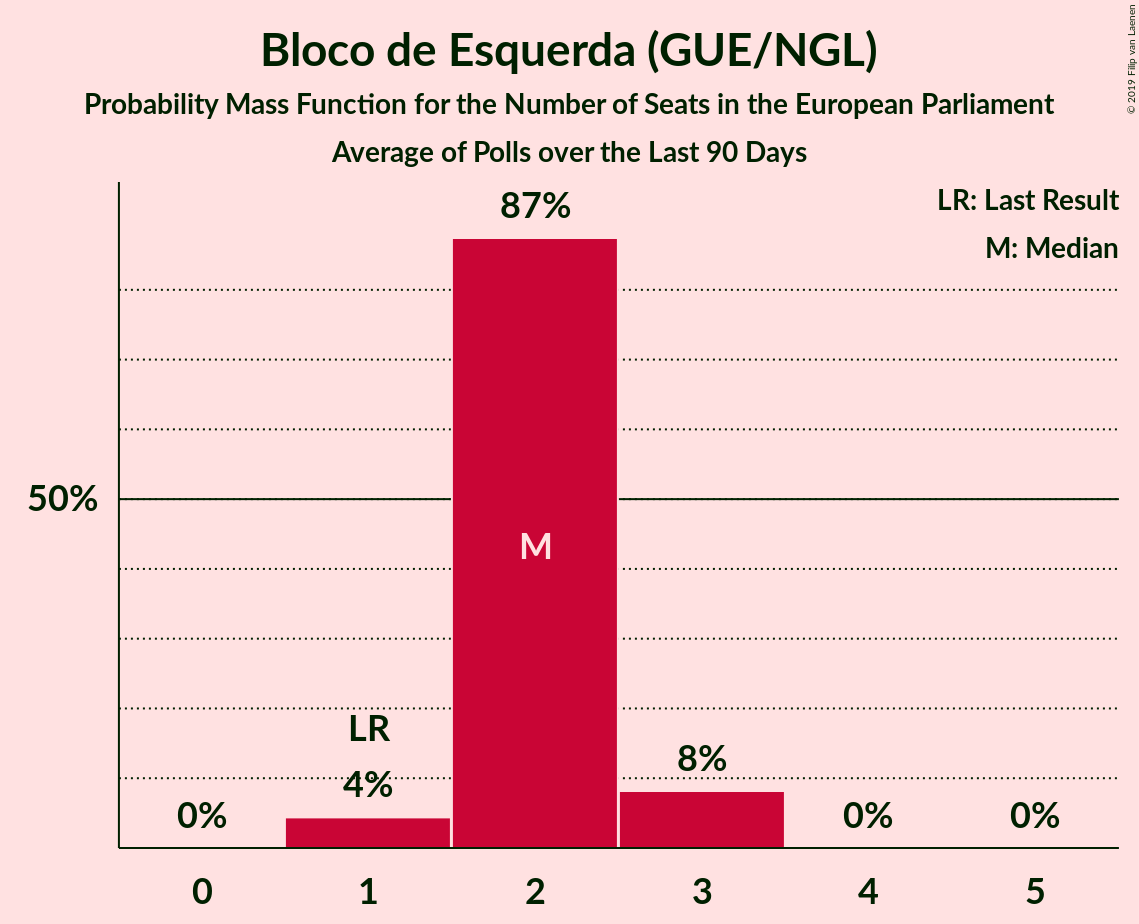 Bloco de Esquerda (GUE/NGL)
Probability Mass Function for the Number of Seats in the European Parliament
Average of Polls over the Last 90 Days
© 2019 Filip van Laenen
LR: Last Result
M: Median
87%
50%
M
LR
4%
8%
0%
0%
0%
0 1 2 3 4 5